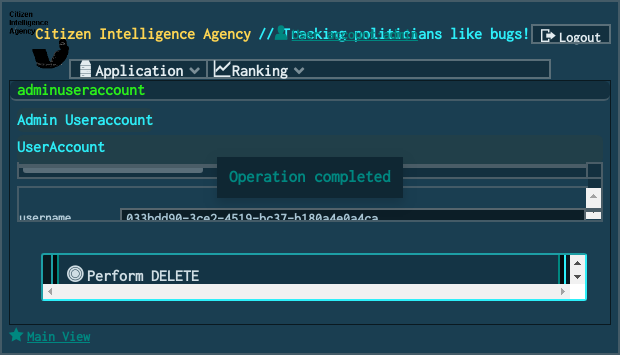 Citizen
Intelligence
Agency
Citizen Intelligence Agency // Tracking politicians like bugs!
Logout
Application
Ranking
adminuseraccount
Admin Useraccount
UserAccount
Operation completed
username 033bdd90-3ce2-4519-bc37-b180a4e0a4ca
Perform DELETE
Main View